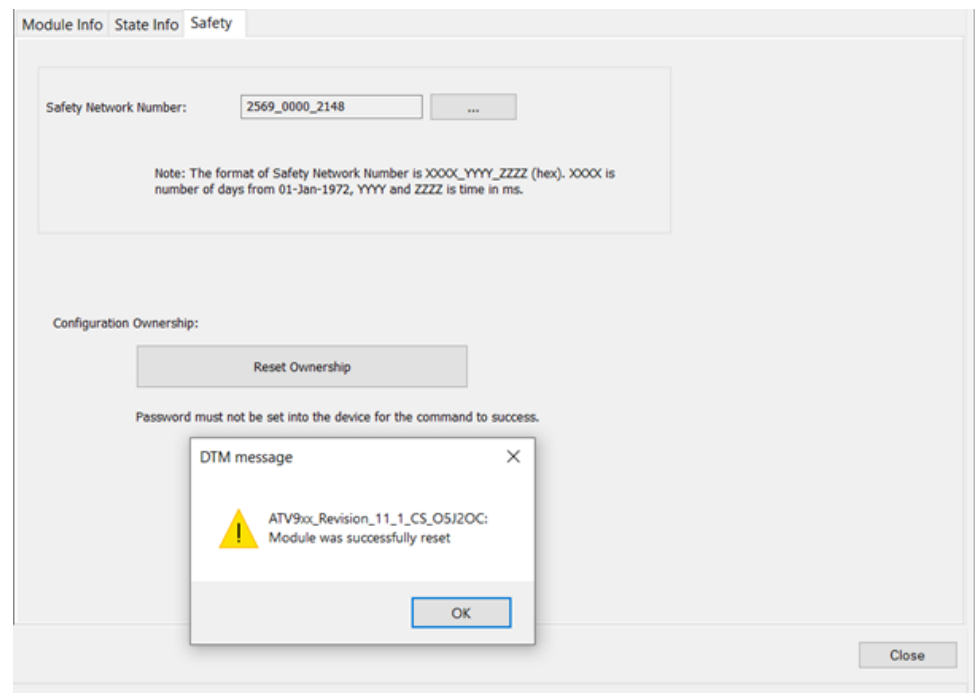 Module Info State Info Safety
Safety Network Number: 2569_0000_2148 ...
Note: The format of Safety Network Number is XXXX_YYYY_ZZZZ (hex). XXXX is
number of days from 01-Jan-1972, YYYY and ZZZZ is time in ms.
Configuration Ownership:
Reset Ownership
Password must not be set into the device for the command to success.
DTM message
ATV9xx_Revision_11_1_CS_O5J2OC:
Module was successfully reset
OK
Close